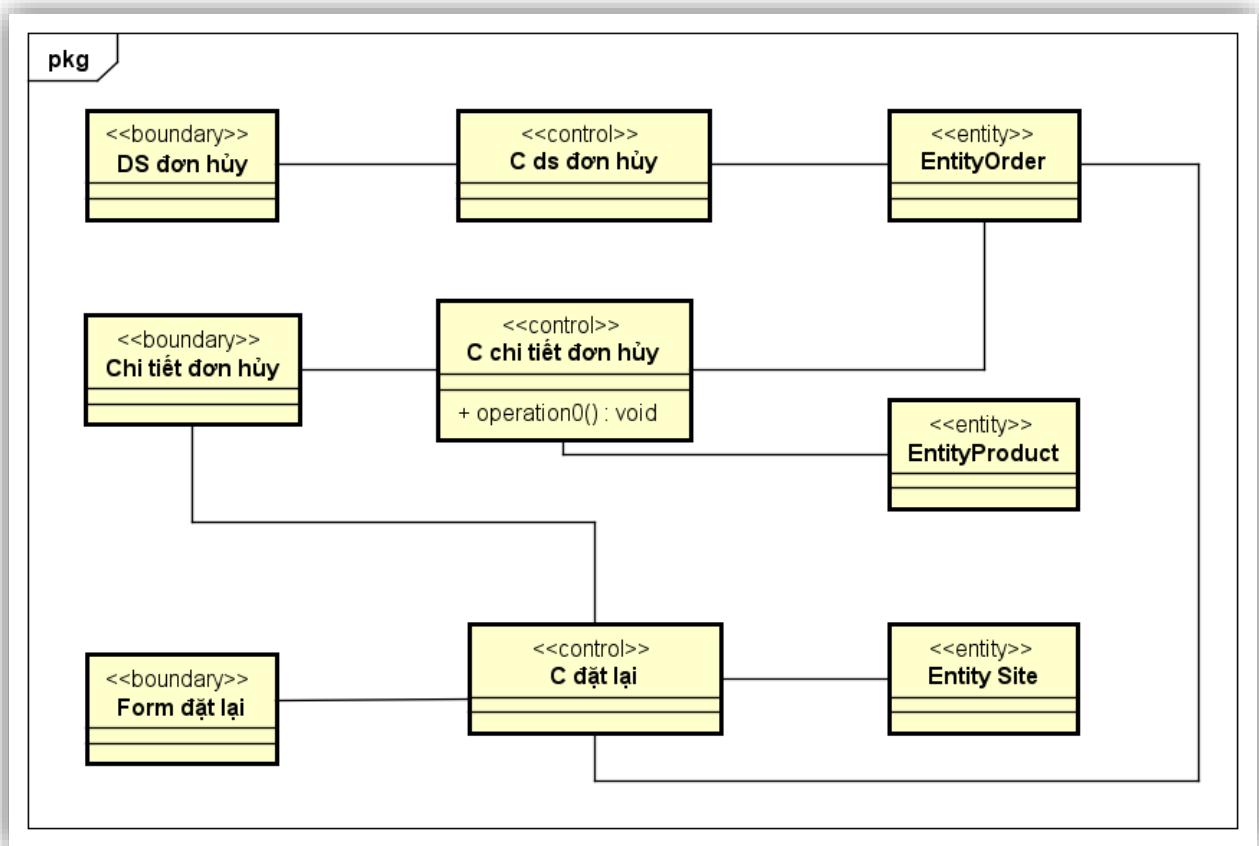 pkg
<<boundary>>
DS đơn hủy
<<control>>
C ds đơn hủy
<<entity>>
EntityOrder
<<boundary>>
Chi tiết đơn hủy
<<control>>
C chi tiết đơn hủy
+ operation0() : void
<<entity>>
EntityProduct
<<boundary>>
Form đặt lại
<<control>>
C đặt lại
<<entity>>
Entity Site